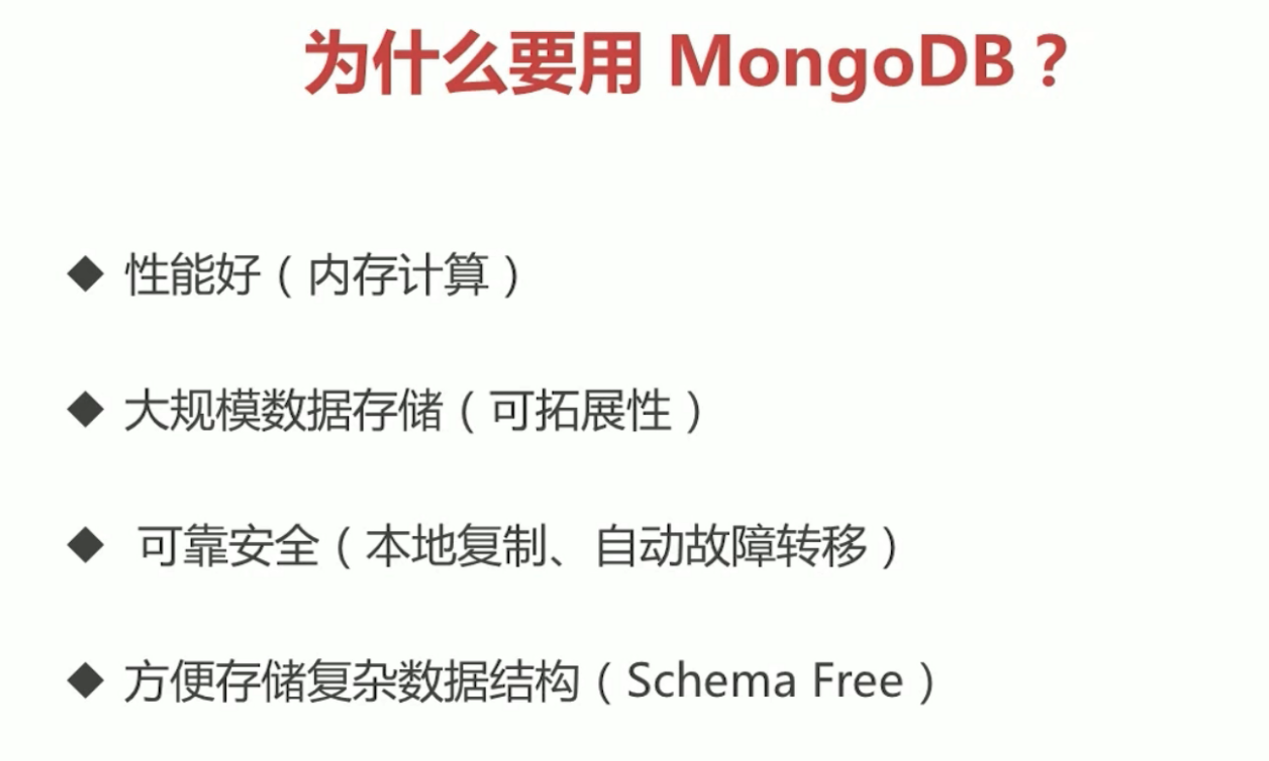 为什么要用 MongoDB？
◆ 性能好（内存计算）
◆ 大规模数据存储（可拓展性）
◆ 可靠安全（本地复制、自动故障转移）
◆ 方便存储复杂数据结构（Schema Free）